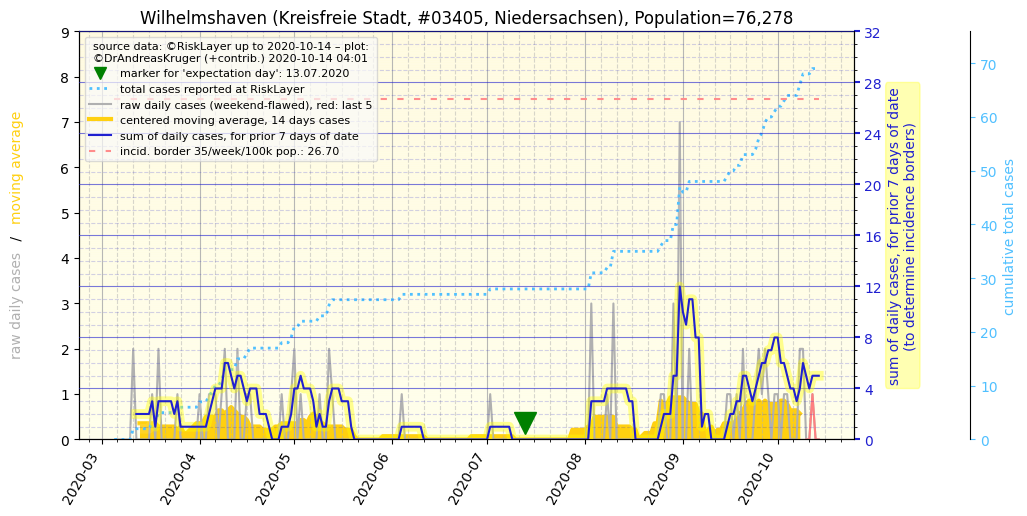 Wilhelmshaven (Kreisfreie Stadt, #03405, Niedersachsen), Population=76,278
source data: ©RiskLayer up to 2020-10-14 – plot:
©DrAndreasKruger (+contrib.) 2020-10-14 04:01
marker for 'expectation day': 13.07.2020
total cases reported at RiskLayer
raw daily cases (weekend-flawed), red: last 5
centered moving average, 14 days cases
sum of daily cases, for prior 7 days of date
incid. border 35/week/100k pop.: 26.70
raw daily cases / moving average
9
8
7
6
5
4
3
2
1
0
2020-03
2020-04
2020-05
2020-06
2020-07
2020-08
2020-09
2020-10
32
28
24
20
16
12
8
4
0
sum of daily cases, for prior 7 days of date
(to determine incidence borders)
70
60
50
40
30
20
10
0
cumulative total cases